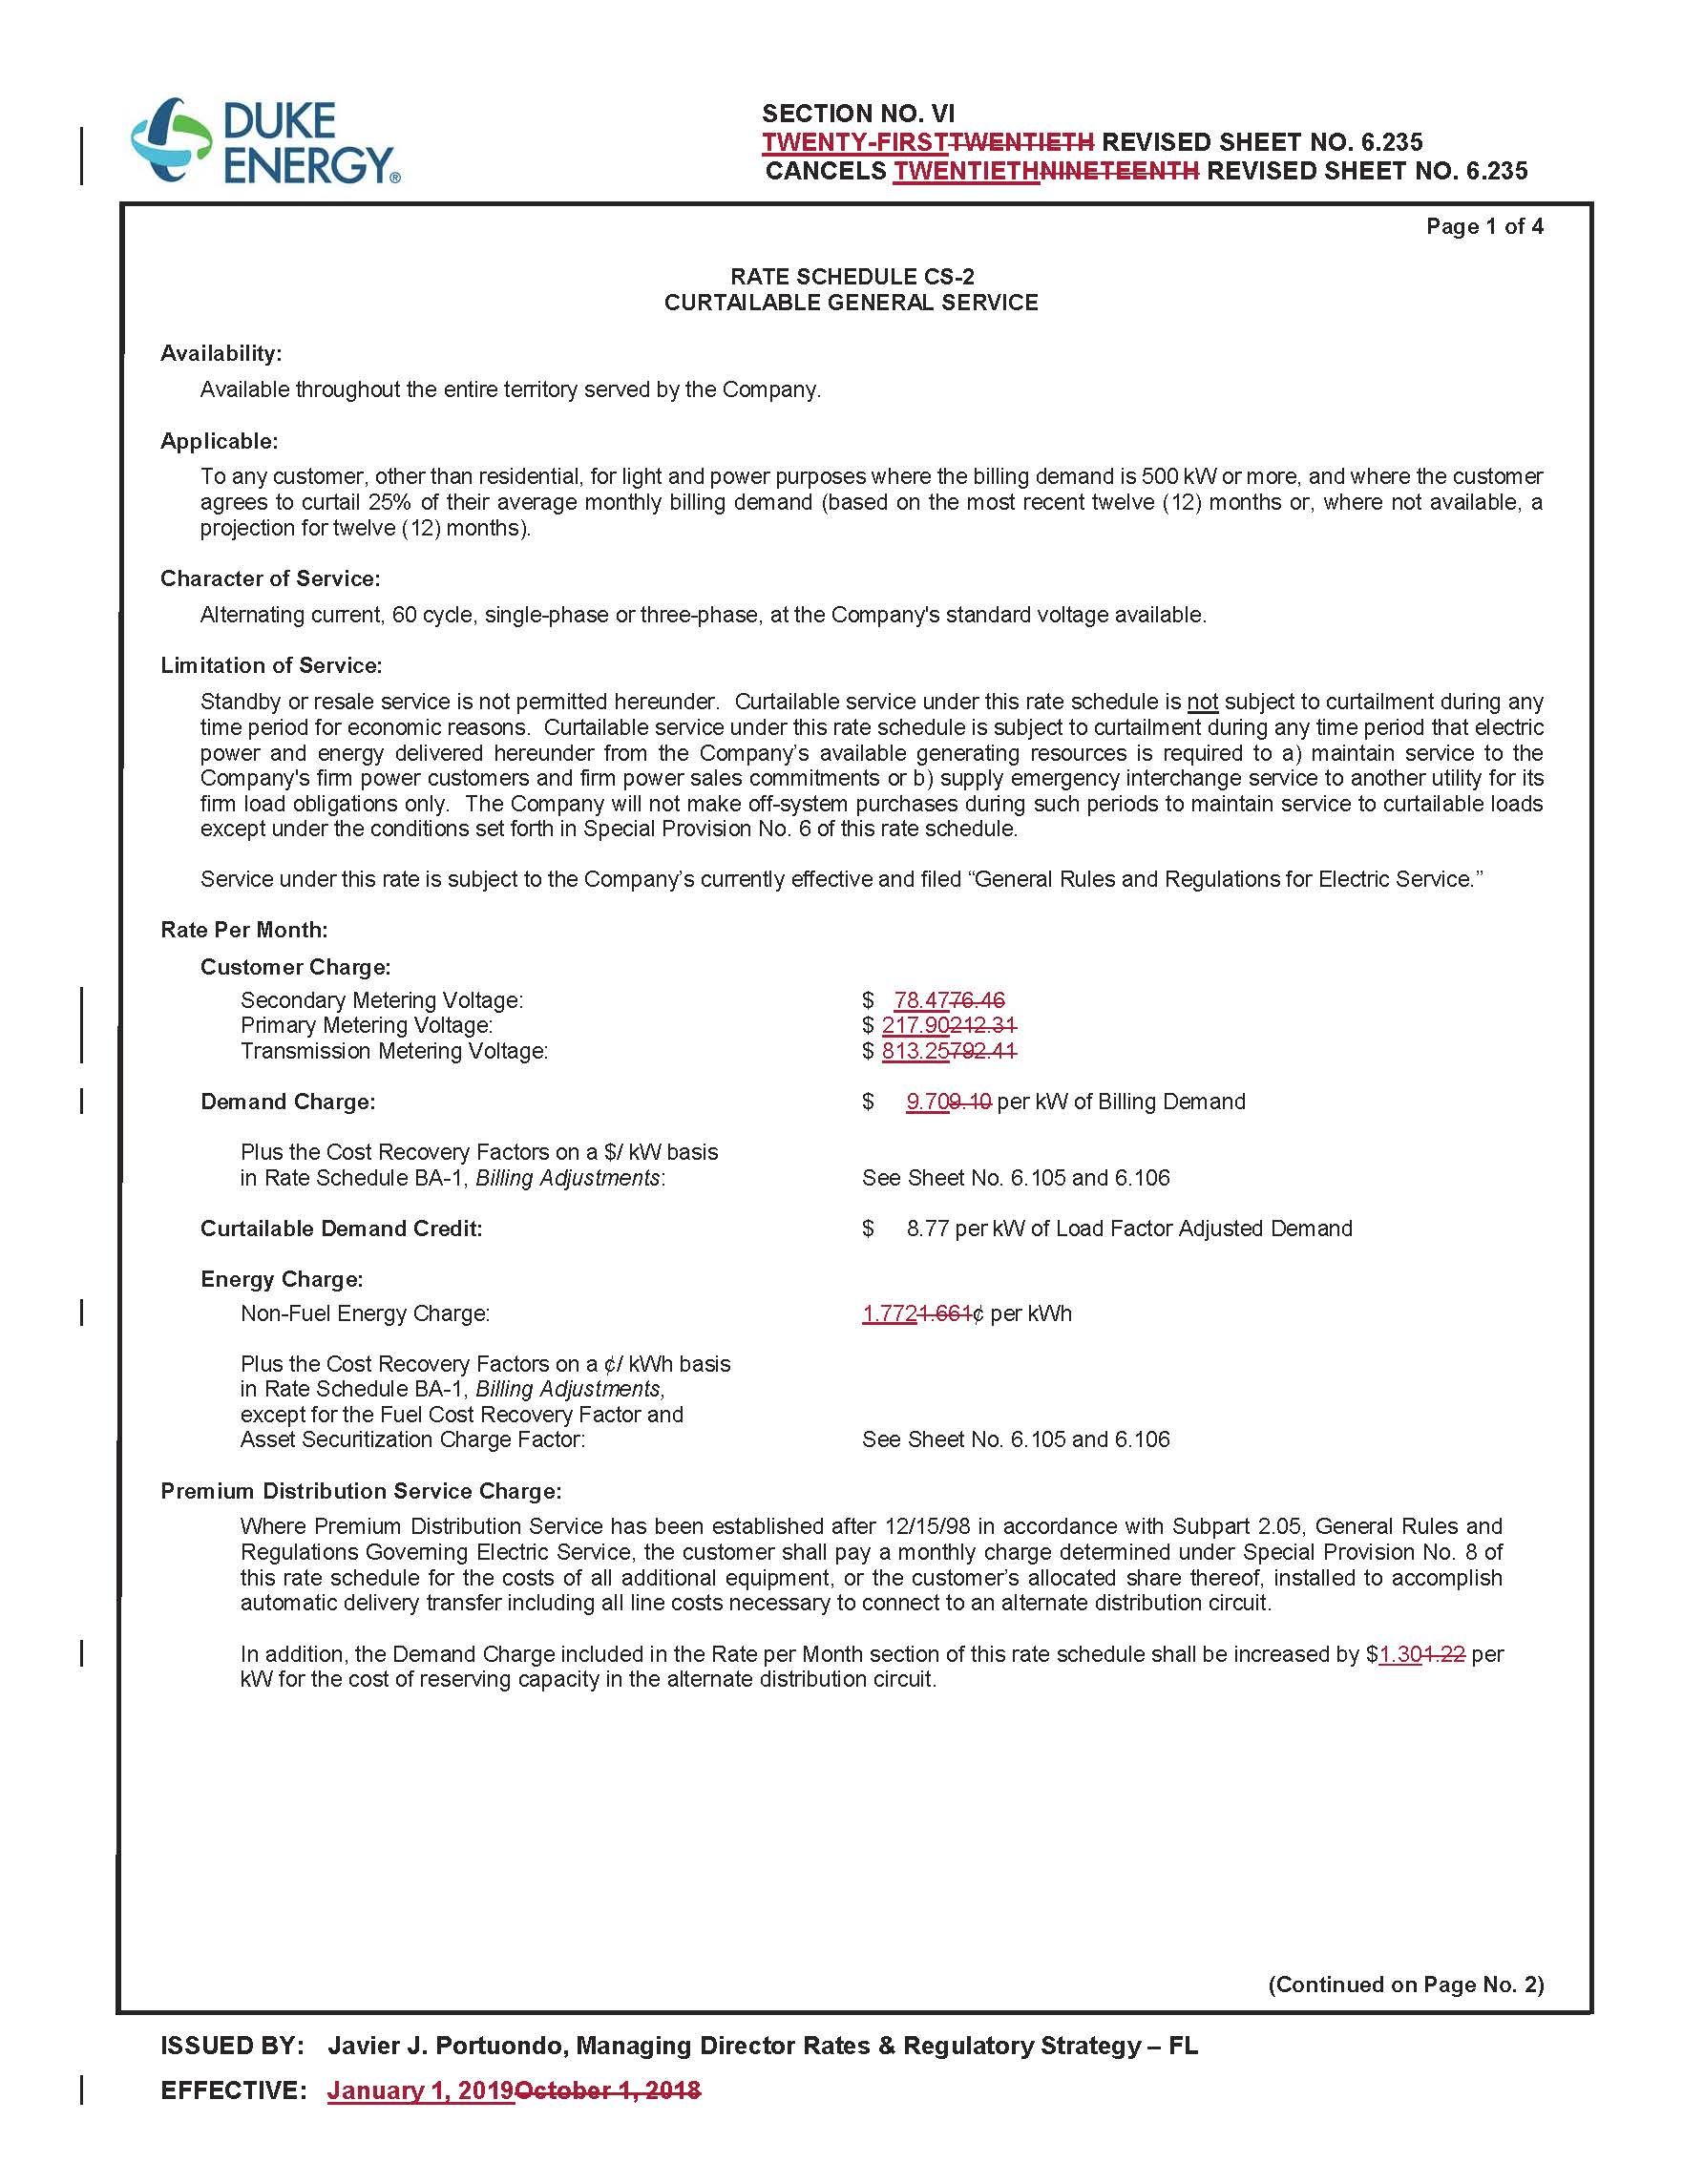 DUKE
ENERGY®
SECTION NO. VI
TWENTY-FIRSTTWENTIETH REVISED SHEET NO. 6.235
CANCELS TWENTIETHNINETEENTH REVISED SHEET NO. 6.235
Page 1 of 4
RATE SCHEDULE CS-2
CURTAILABLE GENERAL SERVICE
Availability:
Available throughout the entire territory served by the Company.
Applicable:
To any customer, other than residential, for light and power purposes where the billing demand is 500 kW or more, and where the customer
agrees to curtail 25% of their average monthly billing demand (based on the most recent twelve (12) months or, where not available, a
projection for twelve (12) months).
Character of Service:
Alternating current, 60 cycle, single-phase or three-phase, at the Company's standard voltage available.
Limitation of Service:
Standby or resale service is not permitted hereunder. Curtailable service under this rate schedule is not subject to curtailment during any
time period for economic reasons. Curtailable service under this rate schedule is subject to curtailment during any time period that electric
power and energy delivered hereunder from the Company’s available generating resources is required to a) maintain service to the
Company's firm power customers and firm power sales commitments or b) supply emergency interchange service to another utility for its
firm load obligations only. The Company will not make off-system purchases during such periods to maintain service to curtailable loads
except under the conditions set forth in Special Provision No. 6 of this rate schedule.
Service under this rate is subject to the Company’s currently effective and filed “General Rules and Regulations for Electric Service.”
Rate Per Month:
Customer Charge:
Secondary Metering Voltage: $ 78.4776.46
Primary Metering Voltage: $ 217.90212.31
Transmission Metering Voltage: $ 813.25792.41
Demand Charge: $ 9.709.10 per kW of Billing Demand
Plus the Cost Recovery Factors on a $/ kW basis
in Rate Schedule BA-1, Billing Adjustments: See Sheet No. 6.105 and 6.106
Curtailable Demand Credit: $ 8.77 per kW of Load Factor Adjusted Demand
Energy Charge:
Non-Fuel Energy Charge: 1.7721.661¢ per kWh
Plus the Cost Recovery Factors on a ¢/ kWh basis
in Rate Schedule BA-1, Billing Adjustments,
except for the Fuel Cost Recovery Factor and
Asset Securitization Charge Factor: See Sheet No. 6.105 and 6.106
Premium Distribution Service Charge:
Where Premium Distribution Service has been established after 12/15/98 in accordance with Subpart 2.05, General Rules and
Regulations Governing Electric Service, the customer shall pay a monthly charge determined under Special Provision No. 8 of
this rate schedule for the costs of all additional equipment, or the customer’s allocated share thereof, installed to accomplish
automatic delivery transfer including all line costs necessary to connect to an alternate distribution circuit.
In addition, the Demand Charge included in the Rate per Month section of this rate schedule shall be increased by $1.301.22 per
kW for the cost of reserving capacity in the alternate distribution circuit.
(Continued on Page No. 2)
ISSUED BY: Javier J. Portuondo, Managing Director Rates & Regulatory Strategy – FL
EFFECTIVE: January 1, 2019October 1, 2018